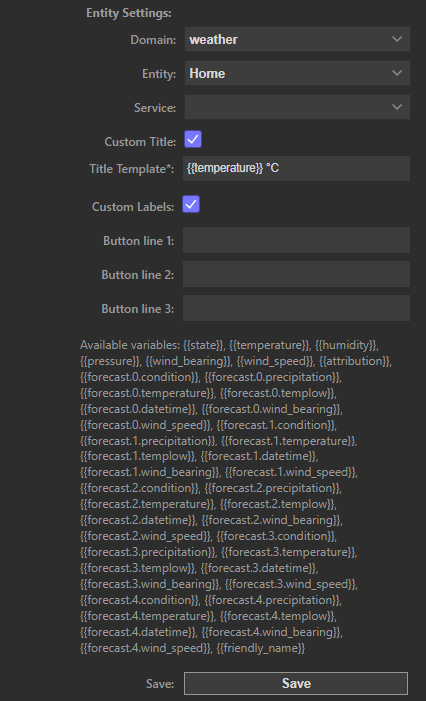 Entity Settings:
Domain: weather
Entity: Home
Service:
Custom Title:
Title Template*: {{temperature}} °C
Custom Labels:
Button line 1:
Button line 2:
Button line 3:
Available variables: {{state}}, {{temperature}}, {{humidity}},
{{pressure}}, {{wind_bearing}}, {{wind_speed}}, {{attribution}},
{{forecast.0.condition}}, {{forecast.0.precipitation}},
{{forecast.0.temperature}}, {{forecast.0.templow}},
{{forecast.0.datetime}}, {{forecast.0.wind_bearing}},
{{forecast.0.wind_speed}}, {{forecast.1.condition}},
{{forecast.1.precipitation}}, {{forecast.1.temperature}},
{{forecast.1.templow}}, {{forecast.1.datetime}},
{{forecast.1.wind_bearing}}, {{forecast.1.wind_speed}},
{{forecast.2.condition}}, {{forecast.2.precipitation}},
{{forecast.2.temperature}}, {{forecast.2.templow}},
{{forecast.2.datetime}}, {{forecast.2.wind_bearing}},
{{forecast.2.wind_speed}}, {{forecast.3.condition}},
{{forecast.3.precipitation}}, {{forecast.3.temperature}},
{{forecast.3.templow}}, {{forecast.3.datetime}},
{{forecast.3.wind_bearing}}, {{forecast.3.wind_speed}},
{{forecast.4.condition}}, {{forecast.4.precipitation}},
{{forecast.4.temperature}}, {{forecast.4.templow}},
{{forecast.4.datetime}}, {{forecast.4.wind_bearing}},
{{forecast.4.wind_speed}}, {{friendly_name}}
Save: Save